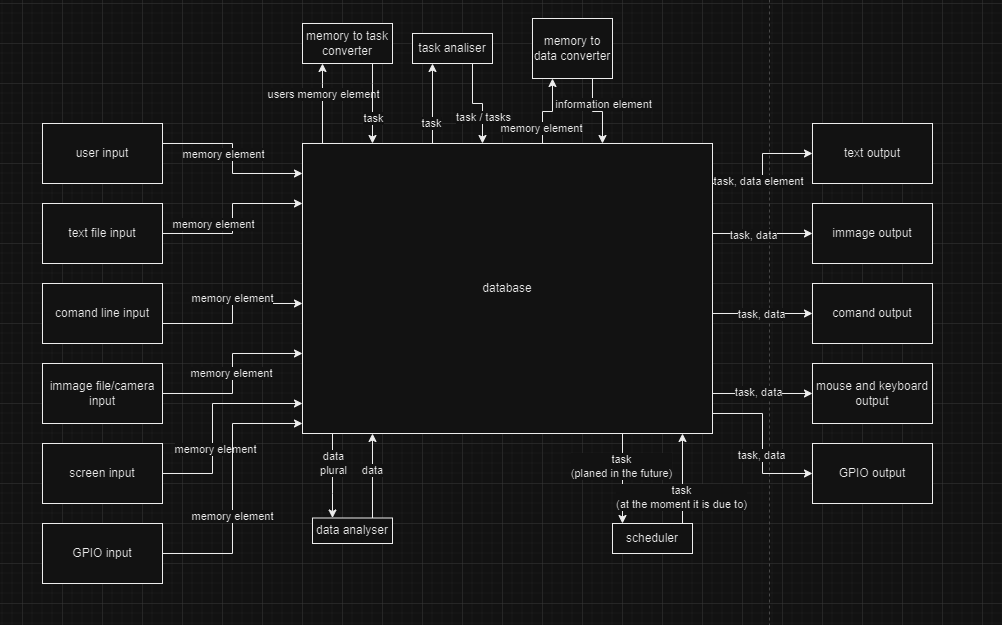 memory to task
converter
task analiser
memory to
data converter
users memory element
task
task
task / tasks
information element
memory element
user input
memory element
text file input
memory element
comand line input
memory element
immage file/camera
input
memory element
screen input
memory element
GPIO input
memory element
database
task, data element
text output
task, data
immage output
task, data
comand output
task, data
mouse and keyboard
output
task, data
GPIO output
data
plural
data
data analyser
task
(planed in the future)
task
(at the moment it is due to)
scheduler